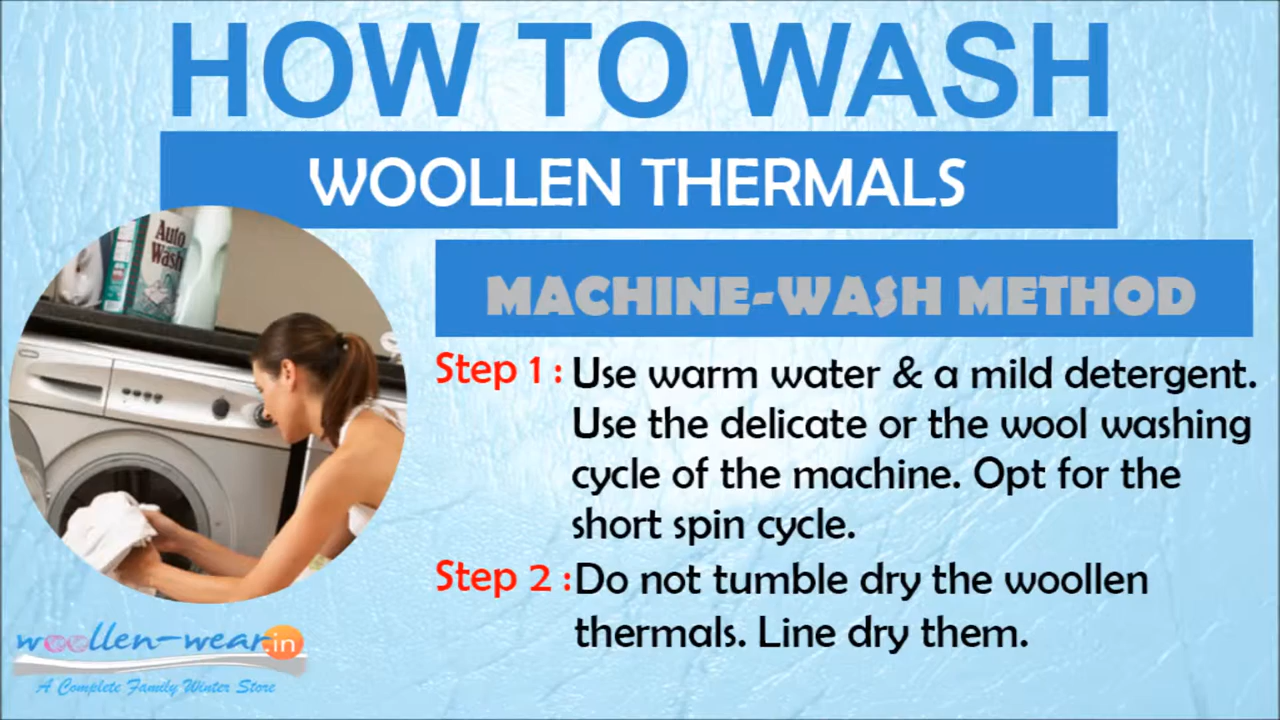 HOW TO WASH
WOOLLEN THERMALS
Auto
Wash
MACHINE-WASH METHOD
Step 1 : Use warm water & a mild detergent.
Use the delicate or the wool washing
cycle of the machine. Opt for the
short spin cycle.
Step 2 : Do not tumble dry the woollen
thermals. Line dry them.
woollen-wear.in
A Complete Family Winter Store